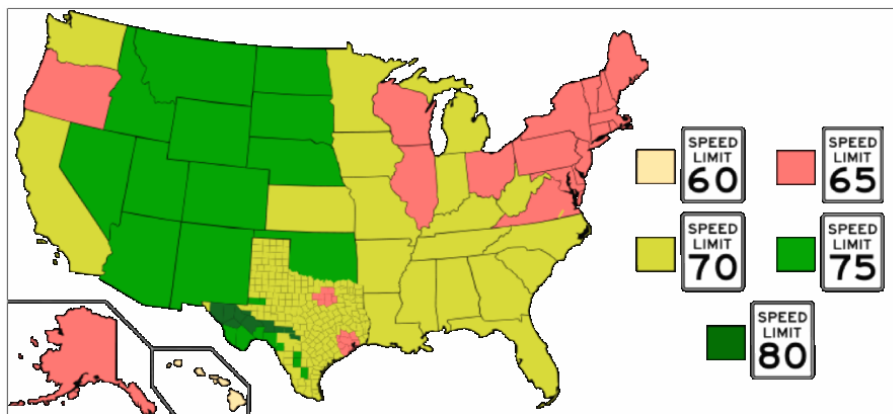 SPEED
LIMIT
60
SPEED
LIMIT
65
SPEED
LIMIT
70
SPEED
LIMIT
75
SPEED
LIMIT
80